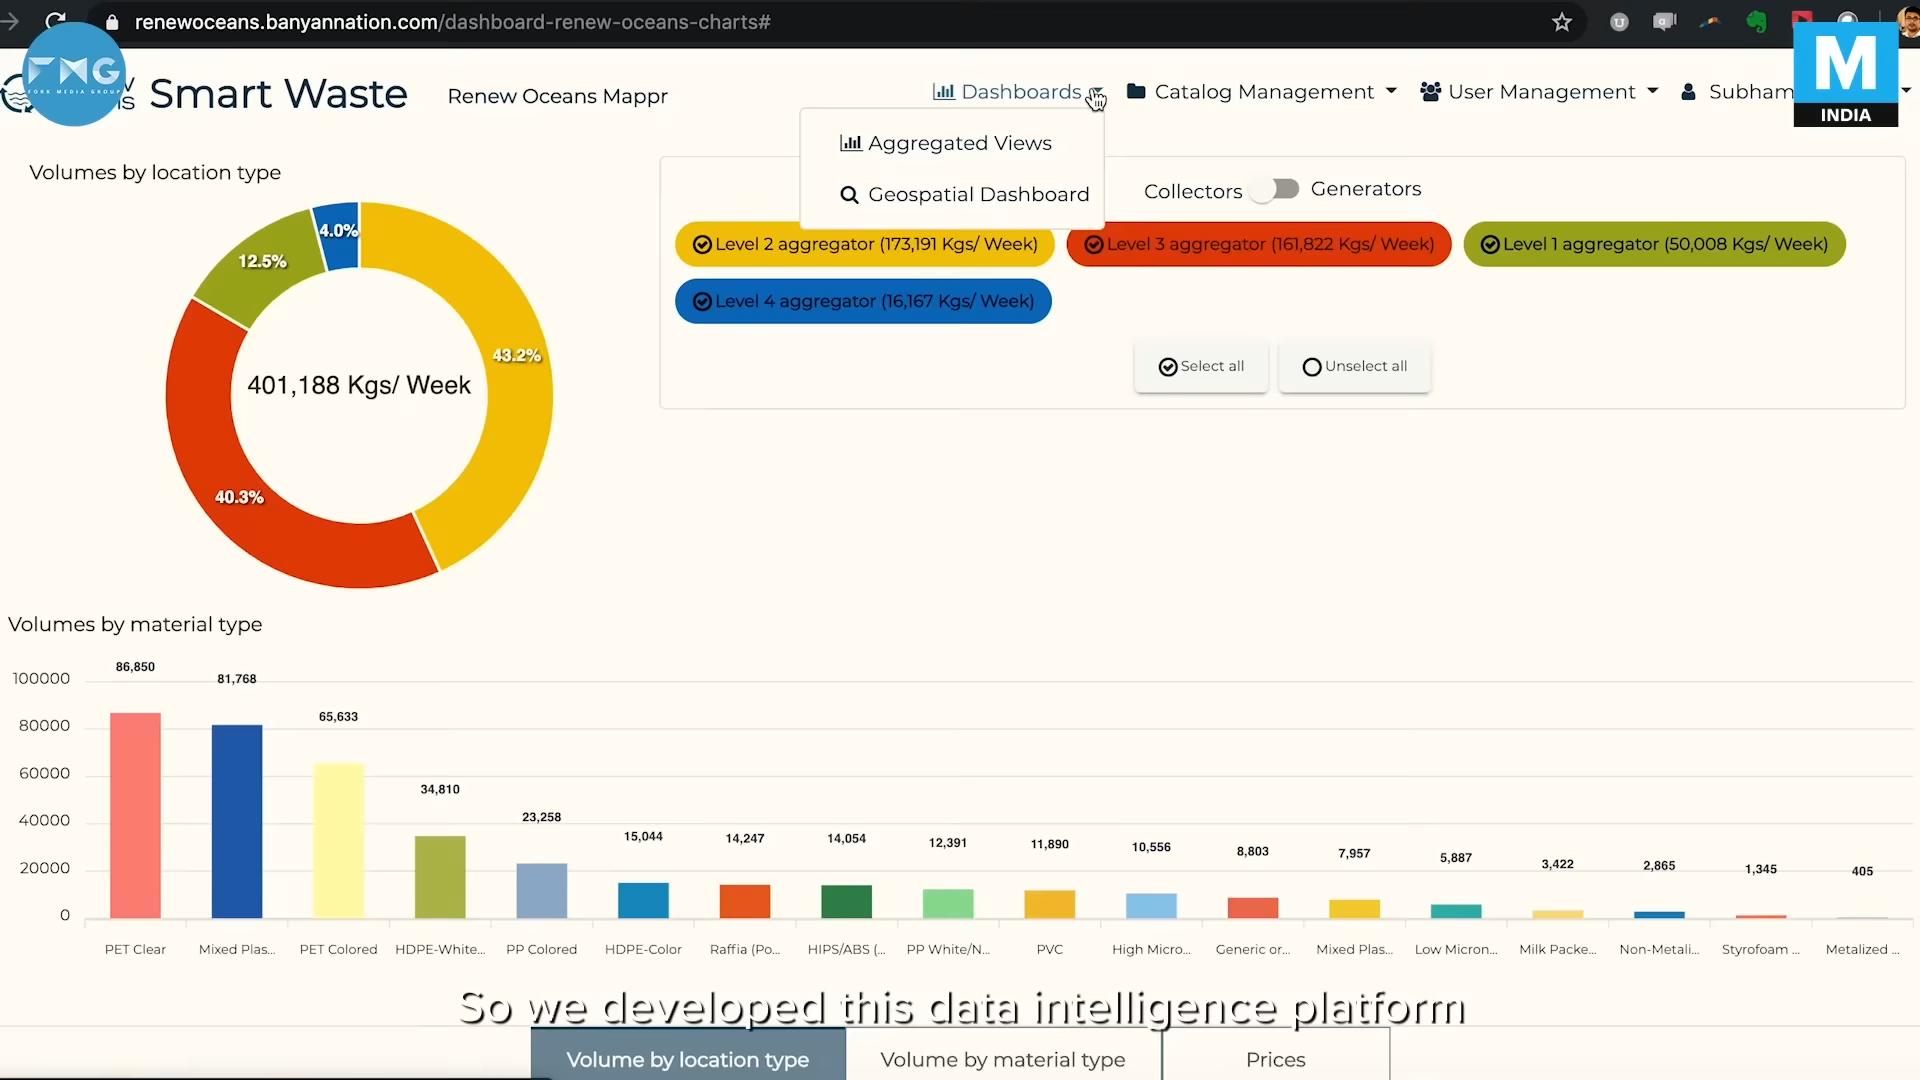 renewoceans.banyannation.com/dashboard-renew-oceans-charts#
FMG
FORK MEDIA GROUP
Smart Waste
Renew Oceans Mappr
Dashboards
Catalog Management
User Management
Subham
M
INDIA
Aggregated Views
Geospatial Dashboard
Volumes by location type
4.0%
12.5%
43.2%
40.3%
401,188 Kgs/ Week
Collectors
Generators
Level 2 aggregator (173,191 Kgs/ Week)
Level 3 aggregator (161,822 Kgs/ Week)
Level 1 aggregator (50,008 Kgs/ Week)
Level 4 aggregator (16,167 Kgs/ Week)
Select all
Unselect all
Volumes by material type
100000
80000
60000
40000
20000
0
86,850
81,768
65,633
34,810
23,258
15,044
14,247
14,054
12,391
11,890
10,556
8,803
7,957
5,887
3,422
2,865
1,345
405
PET Clear
Mixed Plas...
PET Colored
HDPE-White...
PP Colored
HDPE-Color
Raffia (Po...
HIPS/ABS (...
PP White/N...
PVC
High Micro...
Generic or...
Mixed Plas...
Low Micron...
Milk Packe...
Non-Metali...
Styrofoam ...
Metalized ...
So we developed this data intelligence platform
Volume by location type
Volume by material type
Prices